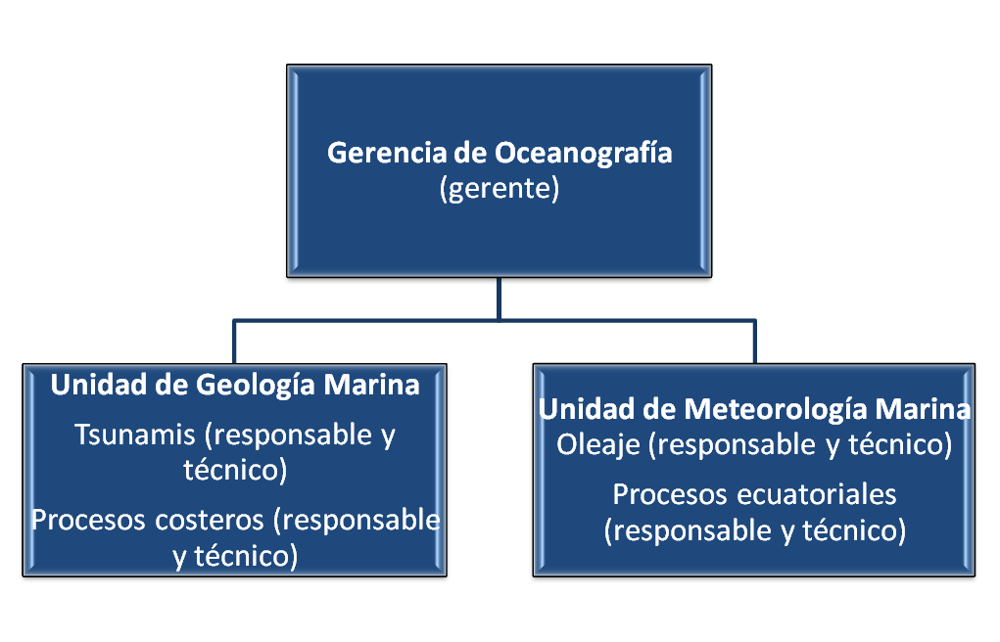 Gerencia de Oceanografía
(gerente)
Unidad de Geología Marina
Tsunamis (responsable y
técnico)
Procesos costeros (responsable
y técnico)
Unidad de Meteorología Marina
Oleaje (responsable y técnico)
Procesos ecuatoriales
(responsable y técnico)